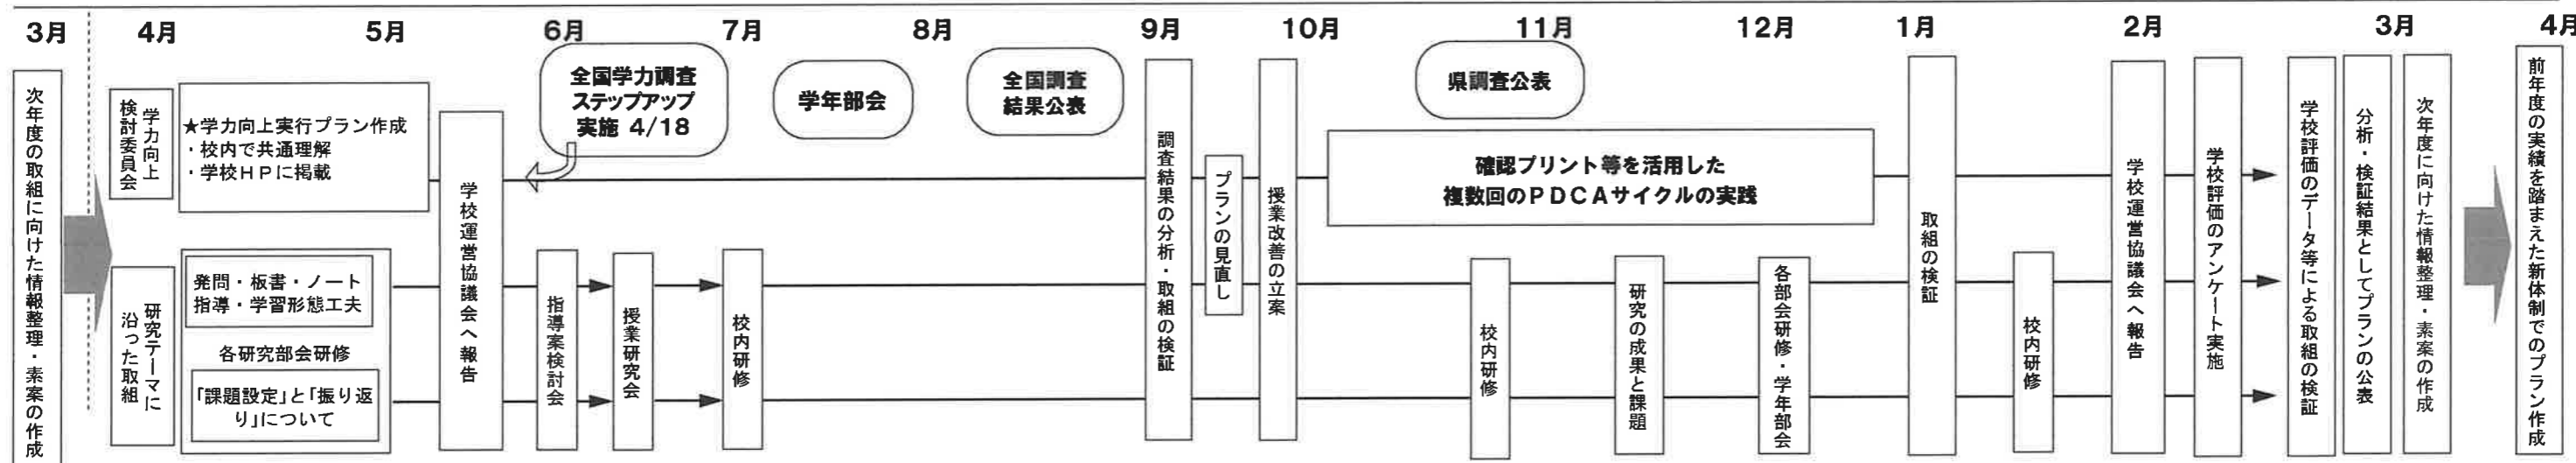 3月
4月
5月
6月
7月
8月
9月
10月
11月
12月
1月
2月
3月
4月
次年度の取組に向けた情報整理・素案の作成
学力向上
検討委員会
★学力向上実行プラン作成
・校内で共通理解
・学校HPに掲載
研究テーマに
沿った取組
発問・板書・ノート
指導・学習形態工夫
各研究部会研修
「課題設定」と「振り返
り」について
学校運営協議会へ報告
全国学力調査
ステップアップ
実施 4/18
指導案検討会
授業研究会
校内研修
学年部会
全国調査
結果公表
調査結果の分析・取組の検証
プランの見直し
授業改善の立案
県調査公表
確認プリント等を活用した
複数回のPDCAサイクルの実践
校内研修
研究の成果と課題
各部会研修・学年部会
取組の検証
校内研修
学校運営協議会へ報告
学校評価のアンケート実施
学校評価のデータ等による取組の検証
分析・検証結果としてプランの公表
次年度に向けた情報整理・素案の作成
前年度の実績を踏まえた新体制でのプラン作成